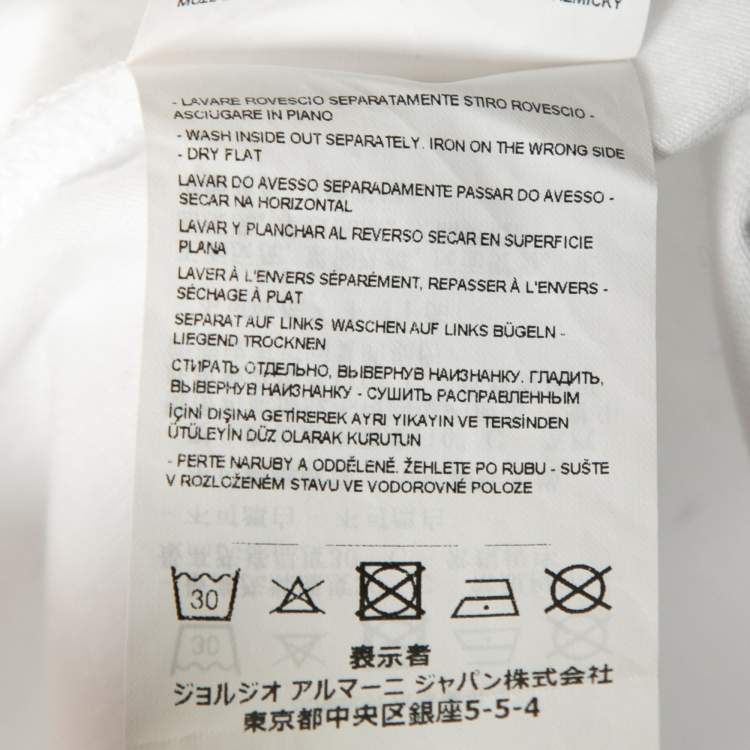 - LAVARE ROVESCIO SEPARATAMENTE STIRO ROVESCIO -
ASCIUGARE IN PIANO
- WASH INSIDE OUT SEPARATELY. IRON ON THE WRONG SIDE
- DRY FLAT
LAVAR DO AVESSO SEPARADAMENTE PASSAR DO AVESSO -
SECAR NA HORIZONTAL
LAVAR Y PLANCHAR AL REVERSO SECAR EN SUPERFICIE
PLANA
LAVER À L'ENVERS SÉPARÉMENT, REPASSER À L'ENVERS -
SÉCHAGE À PLAT
SEPARAT AUF LINKS WASCHEN AUF LINKS BÜGELN -
LIEGEND TROCKNEN
СТИРАТЬ ОТДЕЛЬНО, ВЫВЕРНУВ НАИЗНАНКУ. ГЛАДИТЬ,
ВЫВЕРНУВ НАИЗНАНКУ - СУШИТЬ РАСПРАВЛЕННЫМ
İÇİNİ DIŞINA GETİREREK AYRI YIKAYIN VE TERSİNDEN
ÜTÜLEYİN DÜZ OLARAK KURUTUN
- PERTE NARUBY A ODDĚLENĚ. ŽEHLETE PO RUBU - SUŠTE
V ROZLOŽENÉM STAVU VE VODOROVNÉ POLOZE
30
表示者
ジョルジオ アルマーニ ジャパン株式会社
東京都中央区銀座5-5-4